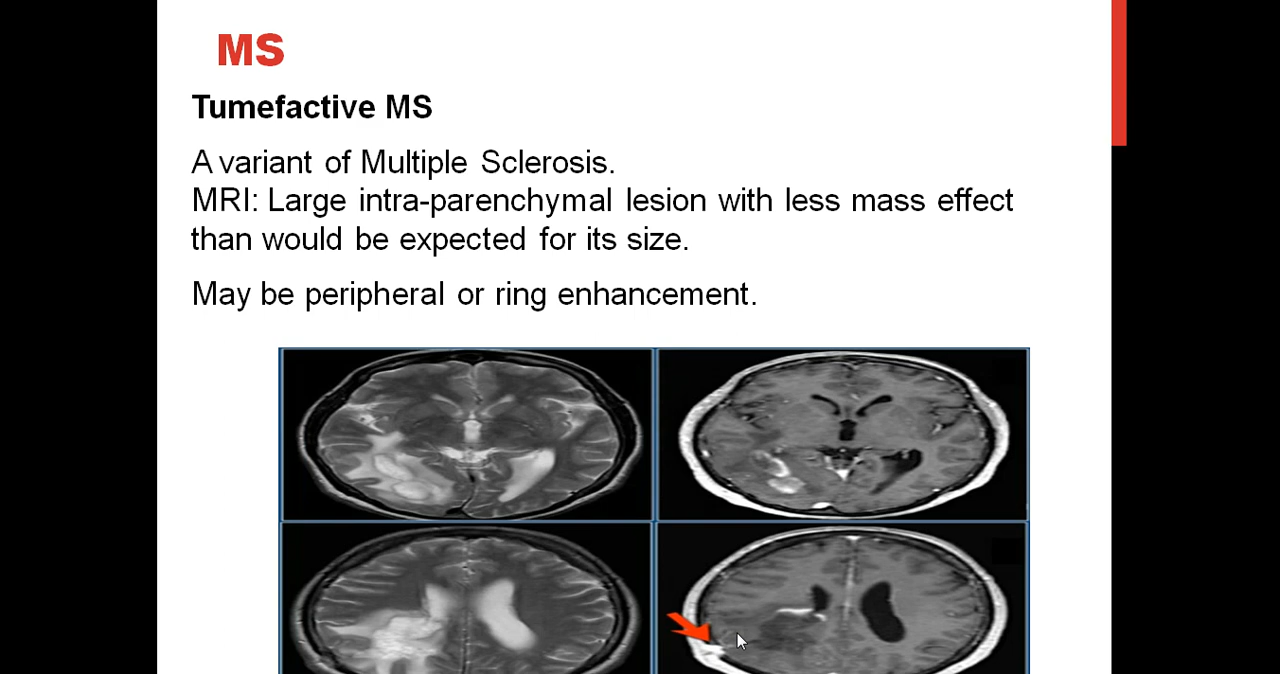 MS
Tumefactive MS
A variant of Multiple Sclerosis.
MRI: Large intra-parenchymal lesion with less mass effect
than would be expected for its size.
May be peripheral or ring enhancement.